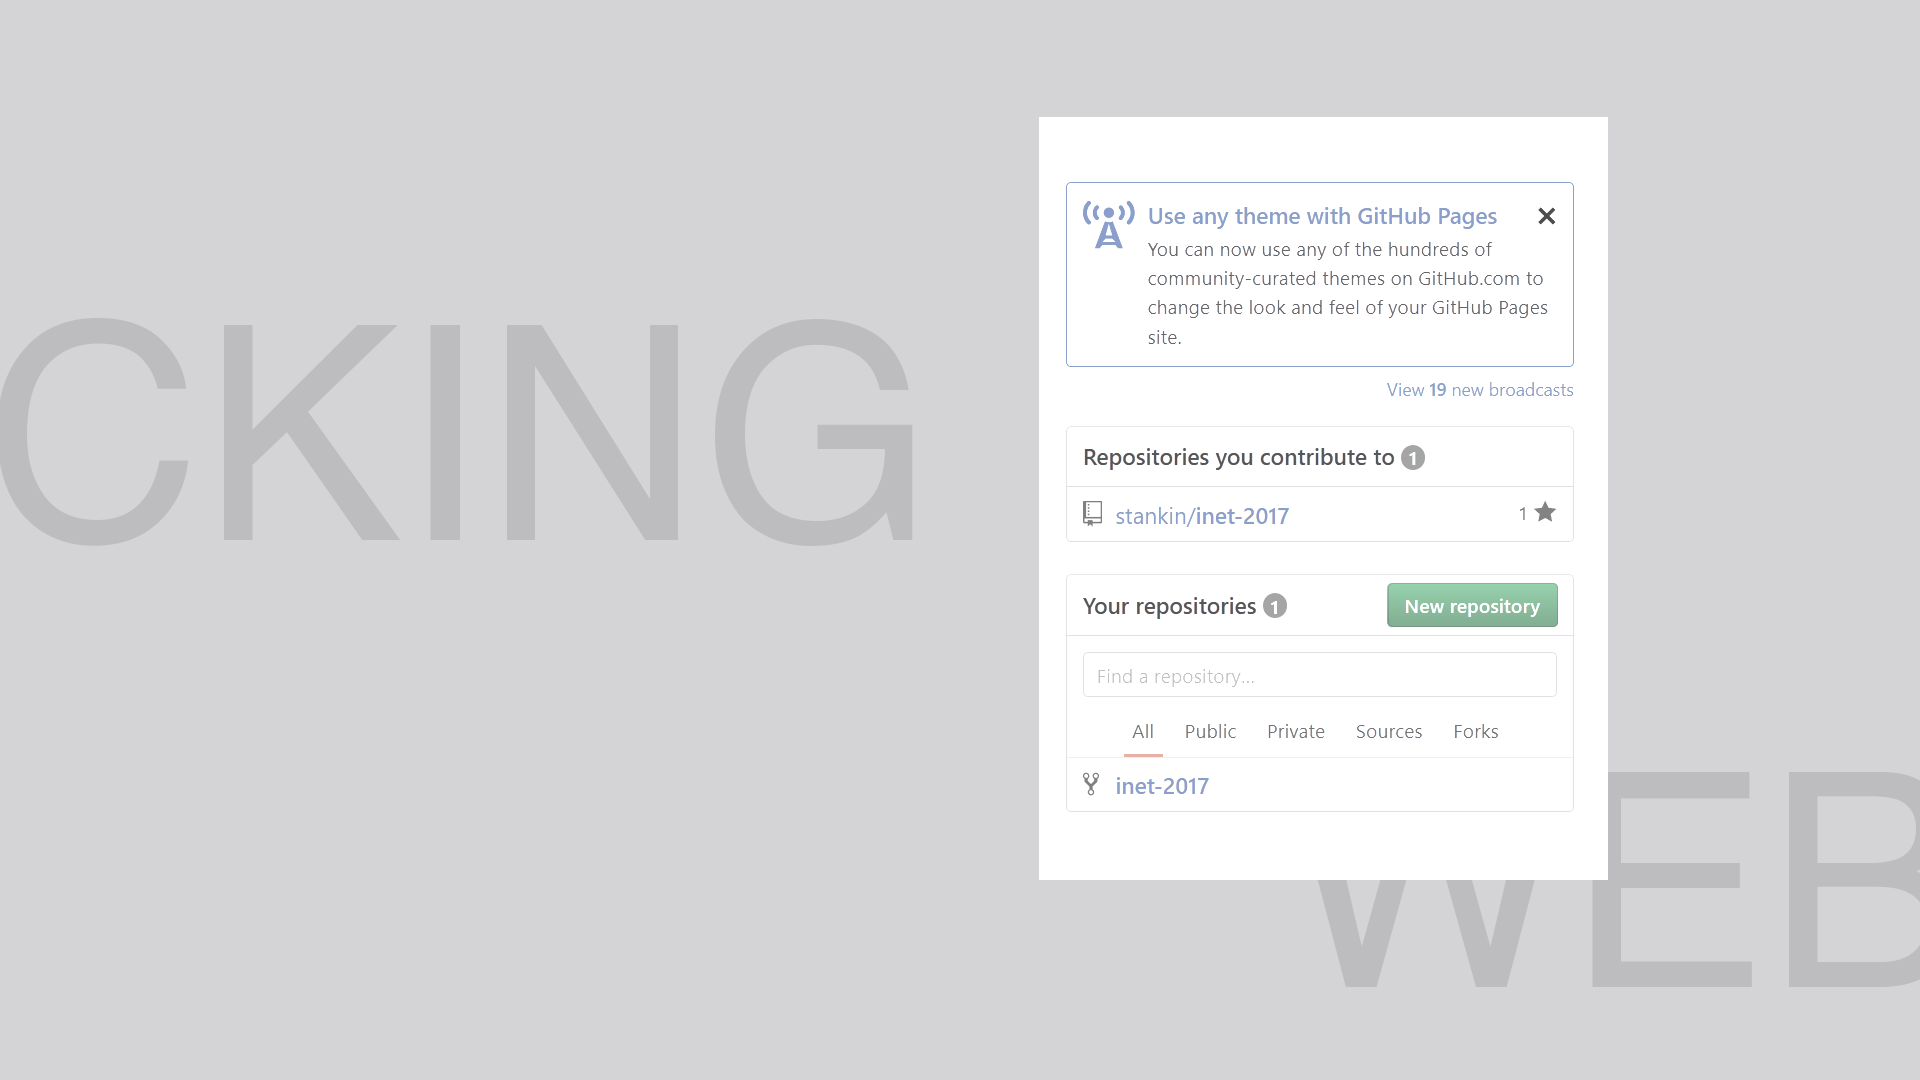 CKING
Use any theme with GitHub Pages
You can now use any of the hundreds of
community-curated themes on GitHub.com to
change the look and feel of your GitHub Pages
site.
View 19 new broadcasts
Repositories you contribute to 1
stankin/inet-2017 1
Your repositories 1 New repository
Find a repository...
All Public Private Sources Forks
inet-2017
WEB